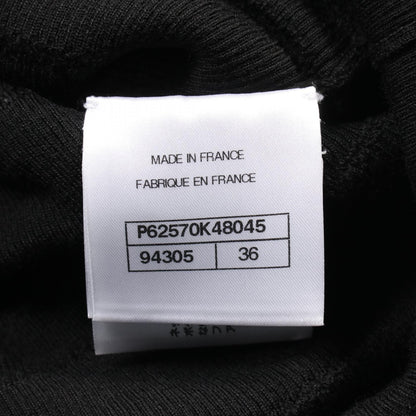 MADE IN FRANCE
FABRIQUE EN FRANCE
P62570K48045
94305 36